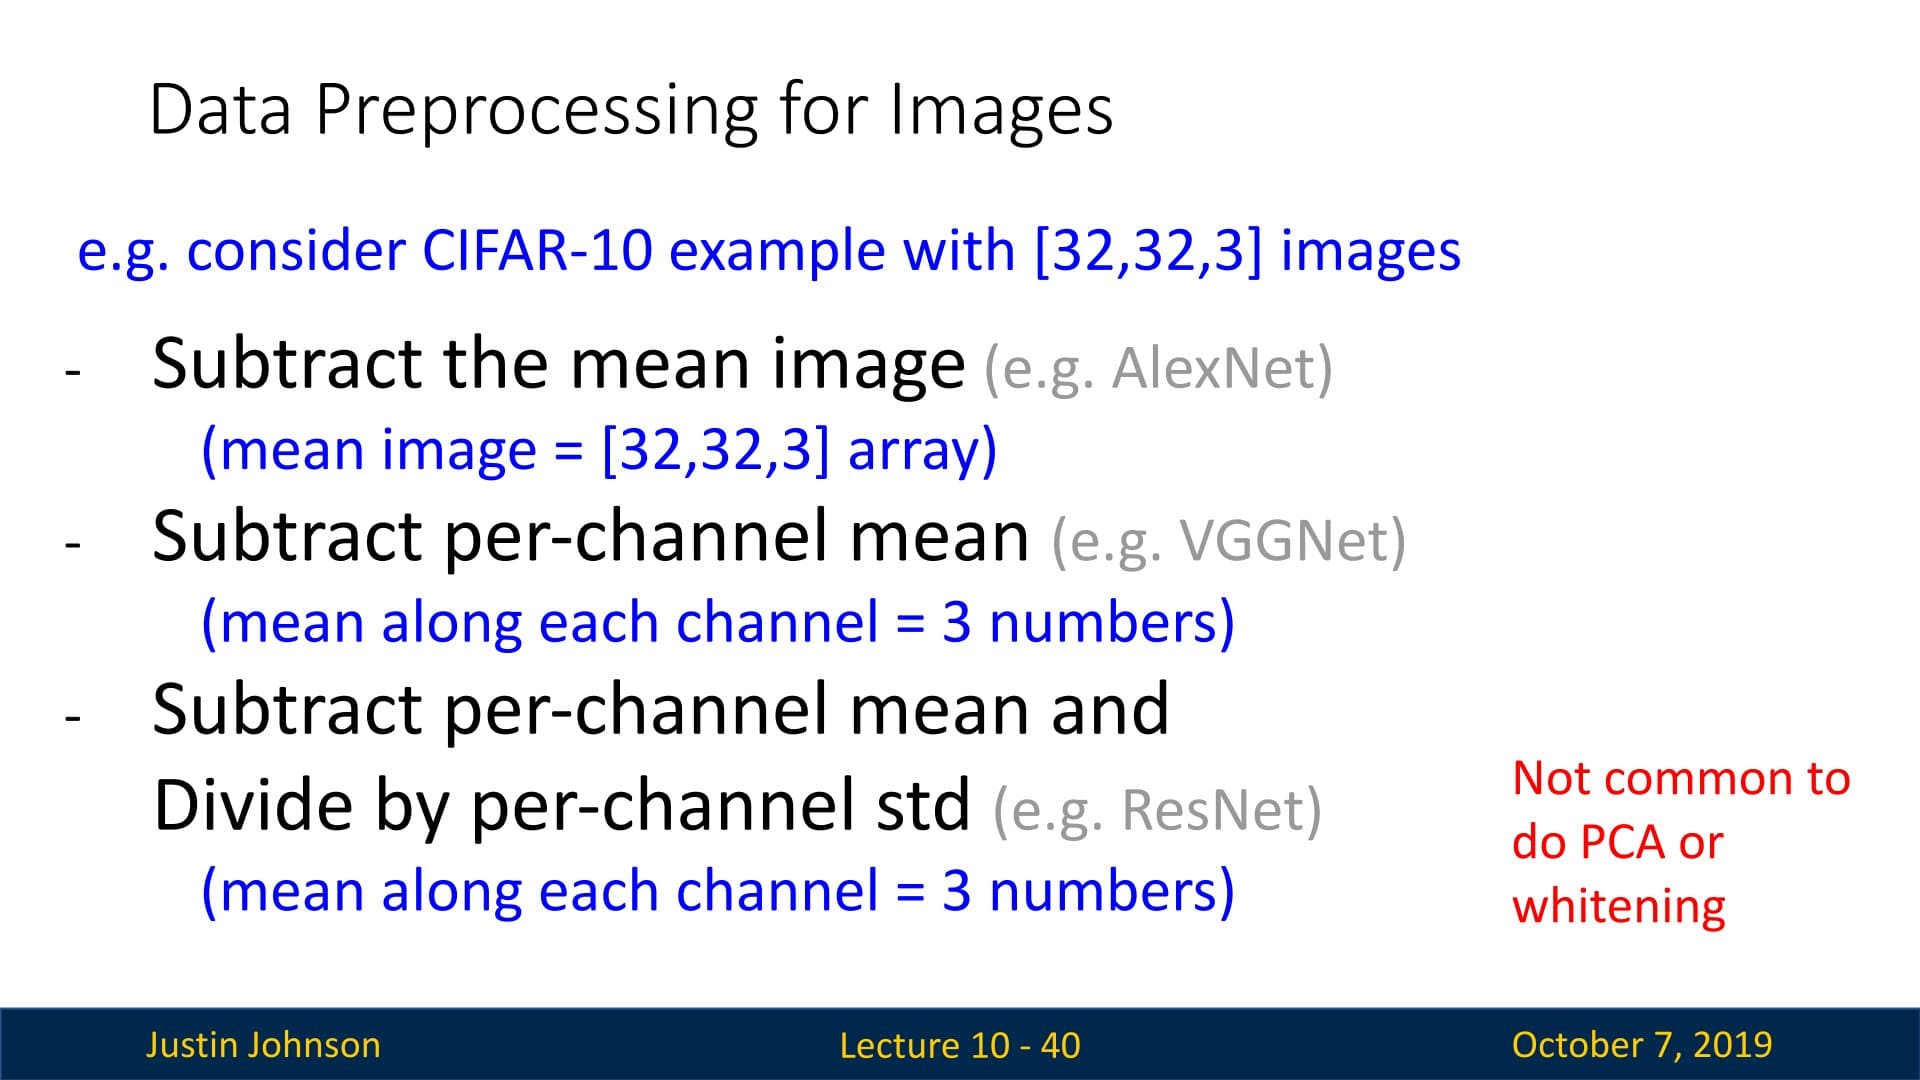 Data Preprocessing for Images
e.g. consider CIFAR-10 example with [32,32,3] images
- Subtract the mean image (e.g. AlexNet)
(mean image = [32,32,3] array)
- Subtract per-channel mean (e.g. VGGNet)
(mean along each channel = 3 numbers)
- Subtract per-channel mean and
Divide by per-channel std (e.g. ResNet)
(mean along each channel = 3 numbers)
Not common to
do PCA or
whitening
Justin Johnson
Lecture 10 - 40
October 7, 2019